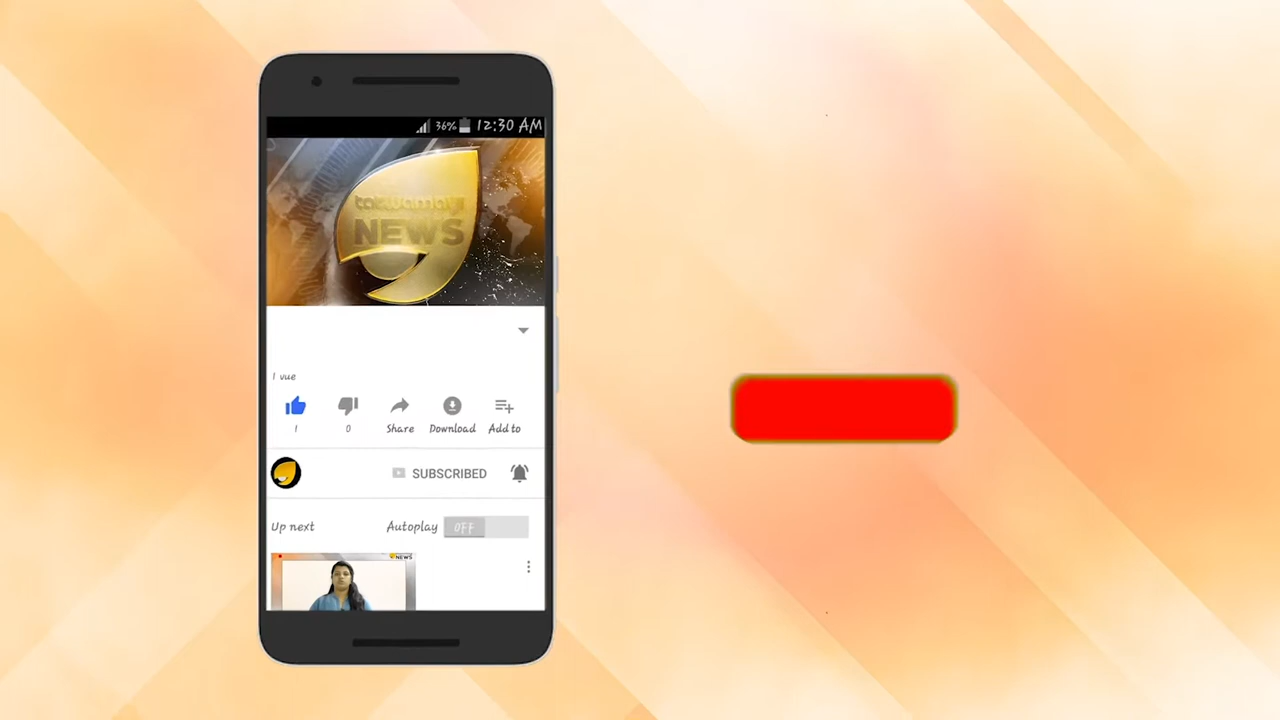 36% 12:30 AM
tatwamayi
NEWS
1 vue
1
0
Share
Download
Add to
SUBSCRIBED
Up next
Autoplay
OFF
NEWS